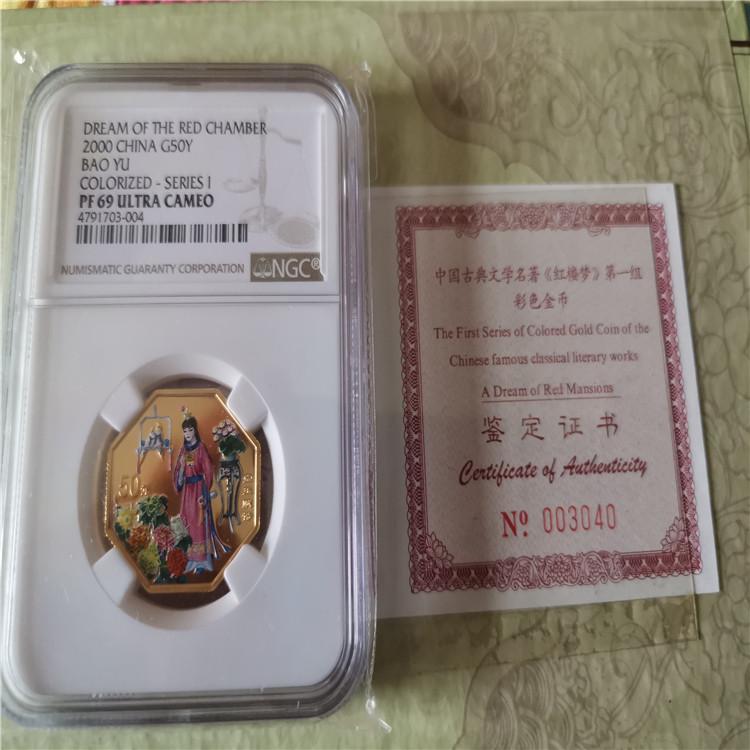 DREAM OF THE RED CHAMBER
2000 CHINA G50Y
BAO YU
COLORIZED - SERIES I
PF 69 ULTRA CAMEO
4791703-004
NUMISMATIC GUARANTY CORPORATION
NGC®
50
中国古典文学名著《红楼梦》第一组
彩色金币
The First Series of Colored Gold Coin of the
Chinese famous classical literary works
A Dream of Red Mansions
鉴定证书
Certificate of Authenticity
Nº 003040